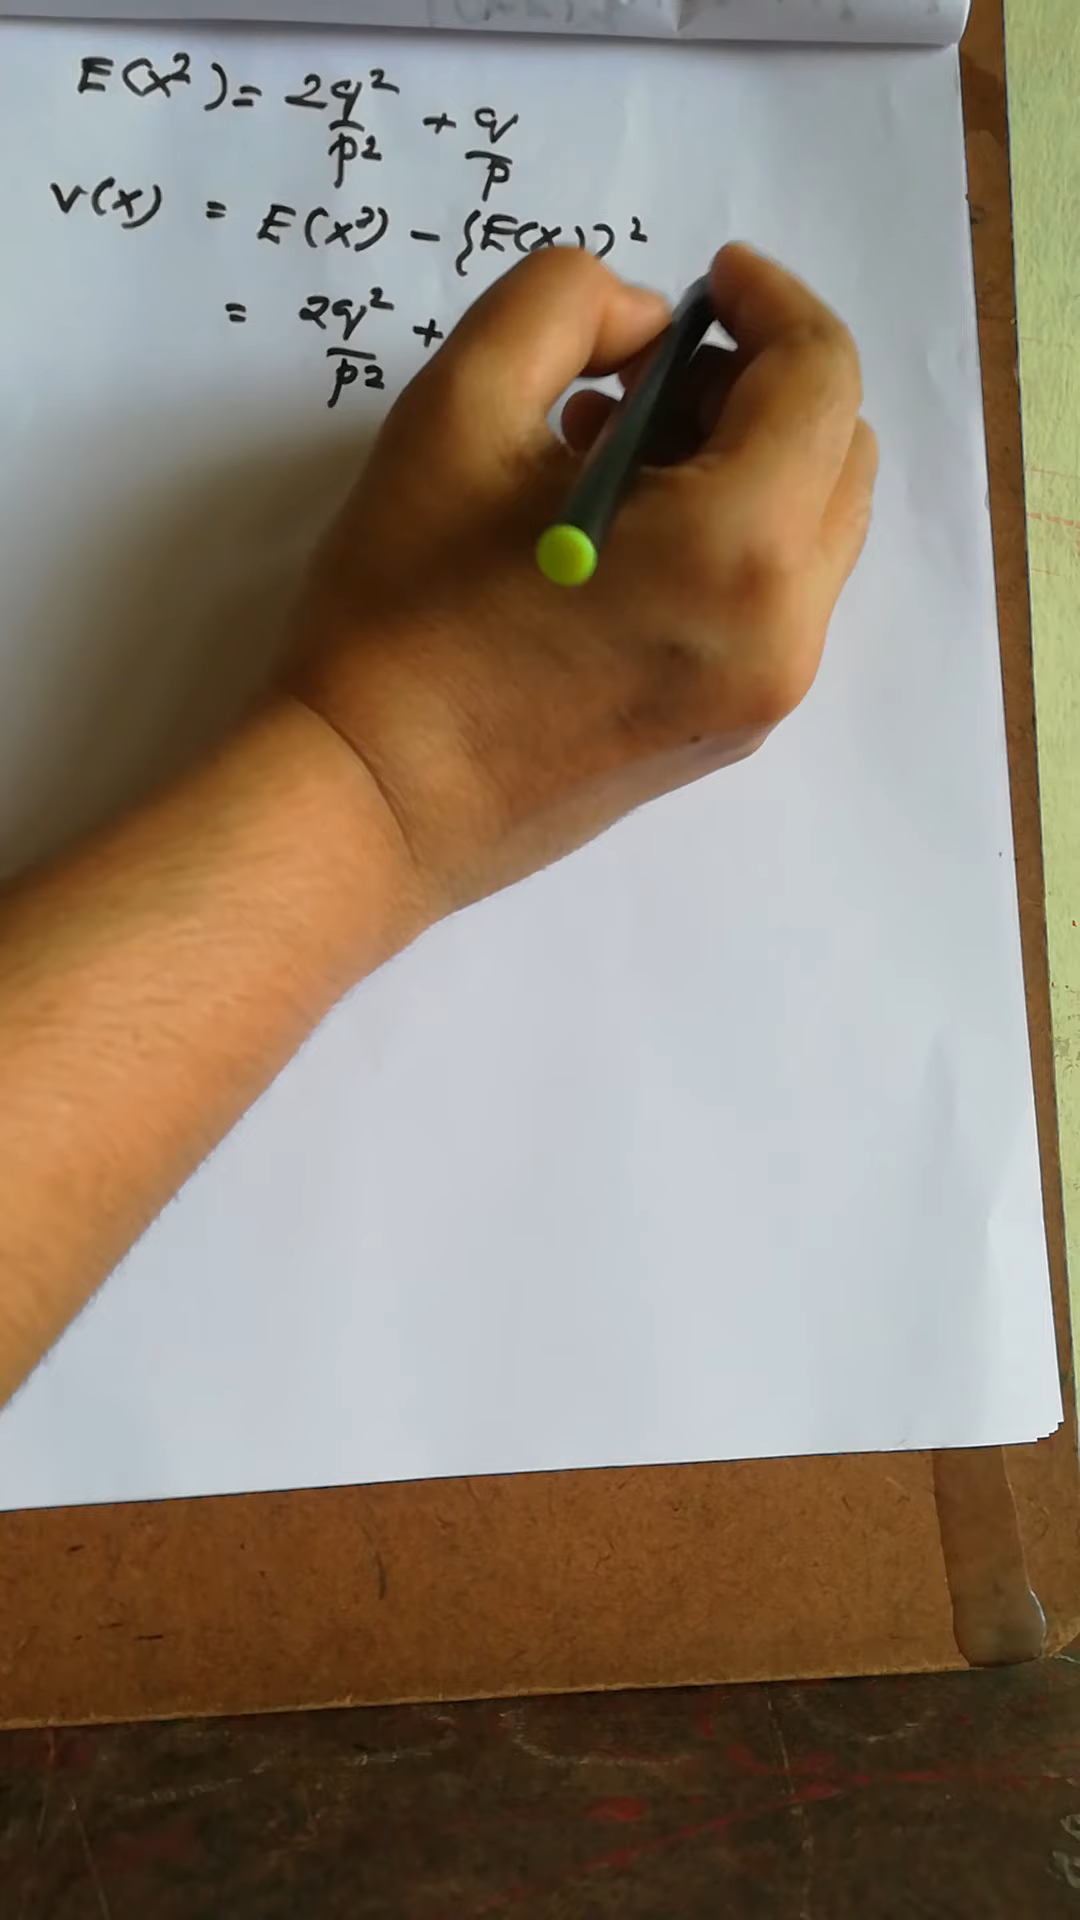 E(x²) = 2q²/p² + q/p
V(x) = E(x²) - {E(x)}²
= 2q²/p² +